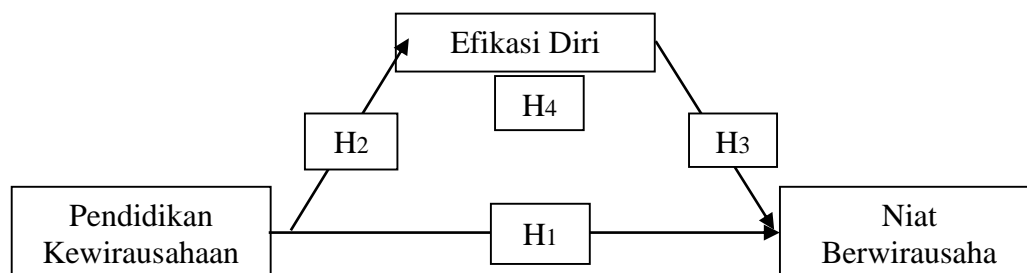 Efikasi Diri
H4
H2
H3
Pendidikan
Kewirausahaan
H1
Niat
Berwirausaha